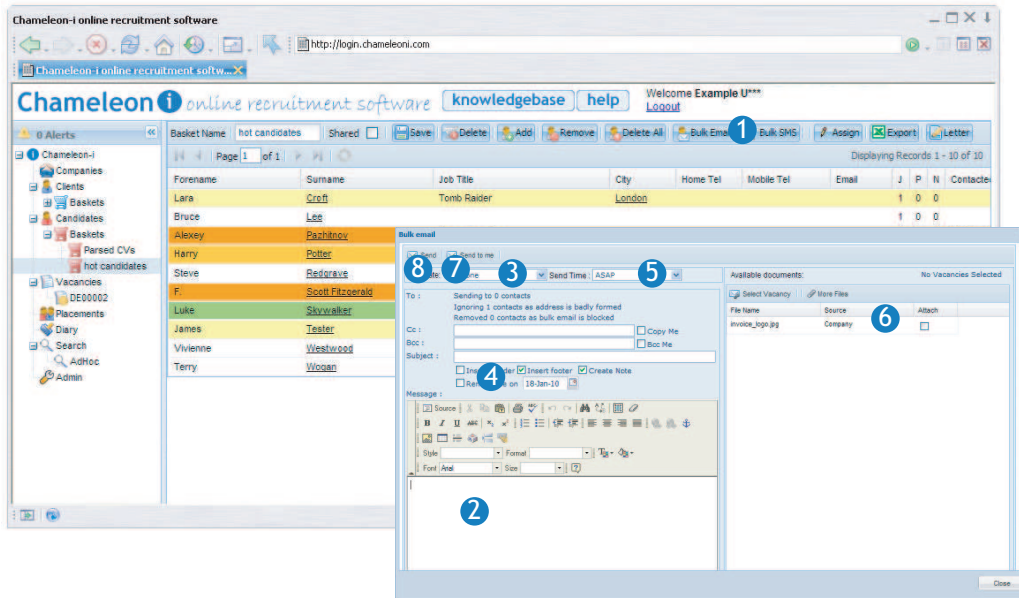 Chameleon-i online recruitment software
http://login.chameleoni.com
Chameleon-i online recruitment softw...
Chameleon i online recruitment software knowledgebase help
Welcome Example U***
Logout
0 Alerts
Basket Name hot candidates Shared Save Delete Add Remove Delete All Bulk Ema 1 Bulk SMS Assign Export Letter
Page 1 of 1 Displaying Records 1 - 10 of 10
Forename Surname Job Title City Home Tel Mobile Tel Email J P N Contacted
Lara Croft Tomb Raider London 1 0 0
Bruce Lee 1 0 0
Alexey Pazhitnov
Harry Potter
Steve Redgrave
F. Scott Fitzgerald
Luke Skywalker
James Tester
Vivienne Westwood
Terry Wogan
Chameleon-i
Companies
Clients
Baskets
Candidates
Baskets
Parsed CVs
hot candidates
Vacancies
DE00002
Placements
Diary
Search
AdHoc
Admin
Bulk email
Send Send to me
8 7 3 Send Time : ASAP 5
To : Sending to 0 contacts
Ignoring 1 contacts as address is badly formed
Removed 0 contacts as bulk email is blocked
Cc : Copy Me
Bcc : Bcc Me
Subject :
4 Insert footer Create Note
on 18-Jan-10
Message :
Source
B I U ABC
Style Format
Font Arial Size
2
Available documents: No Vacancies Selected
Select Vacancy More Files
File Name Source Attach
6
invoice_logo.jpg Company
Close